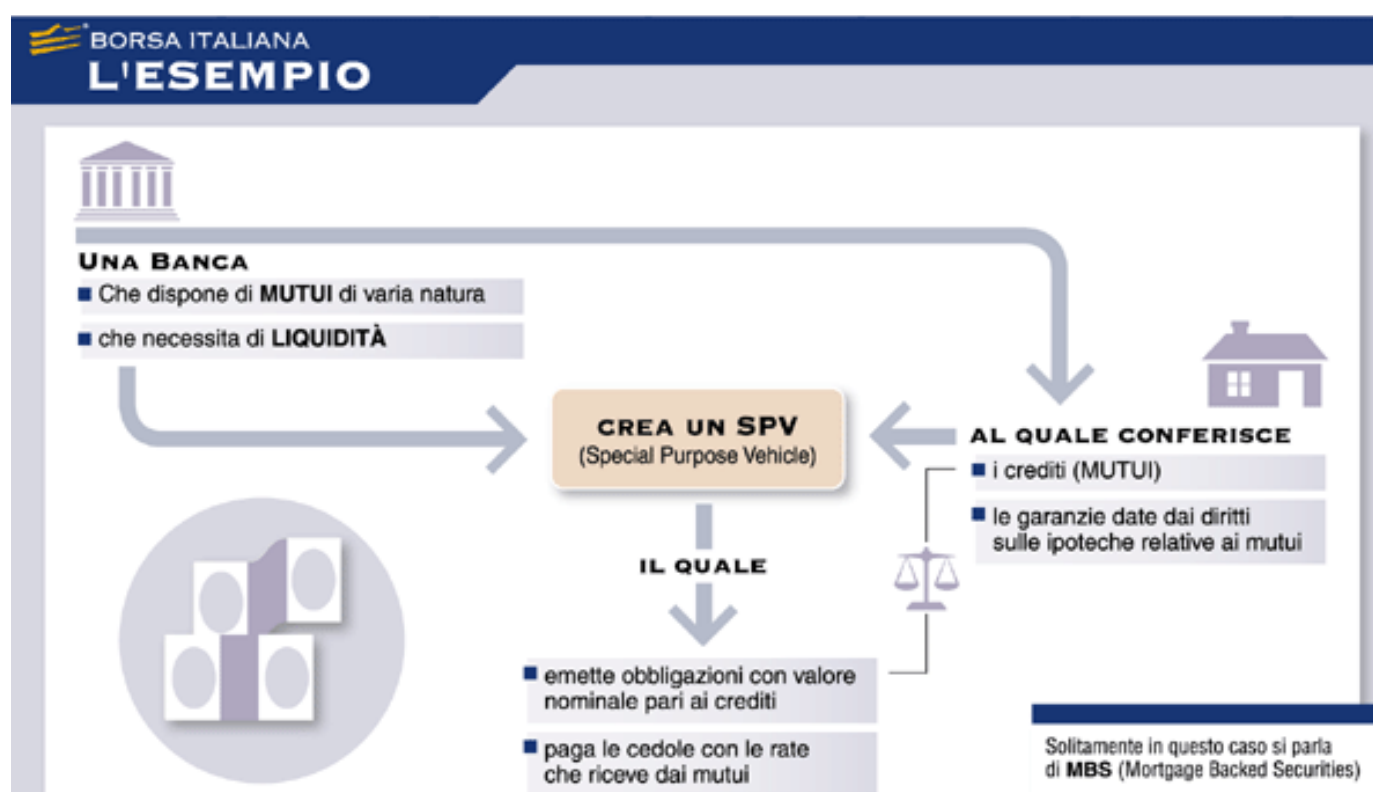 BORSA ITALIANA
L'ESEMPIO
UNA BANCA
Che dispone di MUTUI di varia natura
che necessita di LIQUIDITÀ
CREA UN SPV
(Special Purpose Vehicle)
AL QUALE CONFERISCE
i crediti (MUTUI)
le garanzie date dai diritti
sulle ipoteche relative ai mutui
IL QUALE
emette obbligazioni con valore
nominale pari ai crediti
paga le cedole con le rate
che riceve dai mutui
Solitamente in questo caso si parla
di MBS (Mortgage Backed Securities)